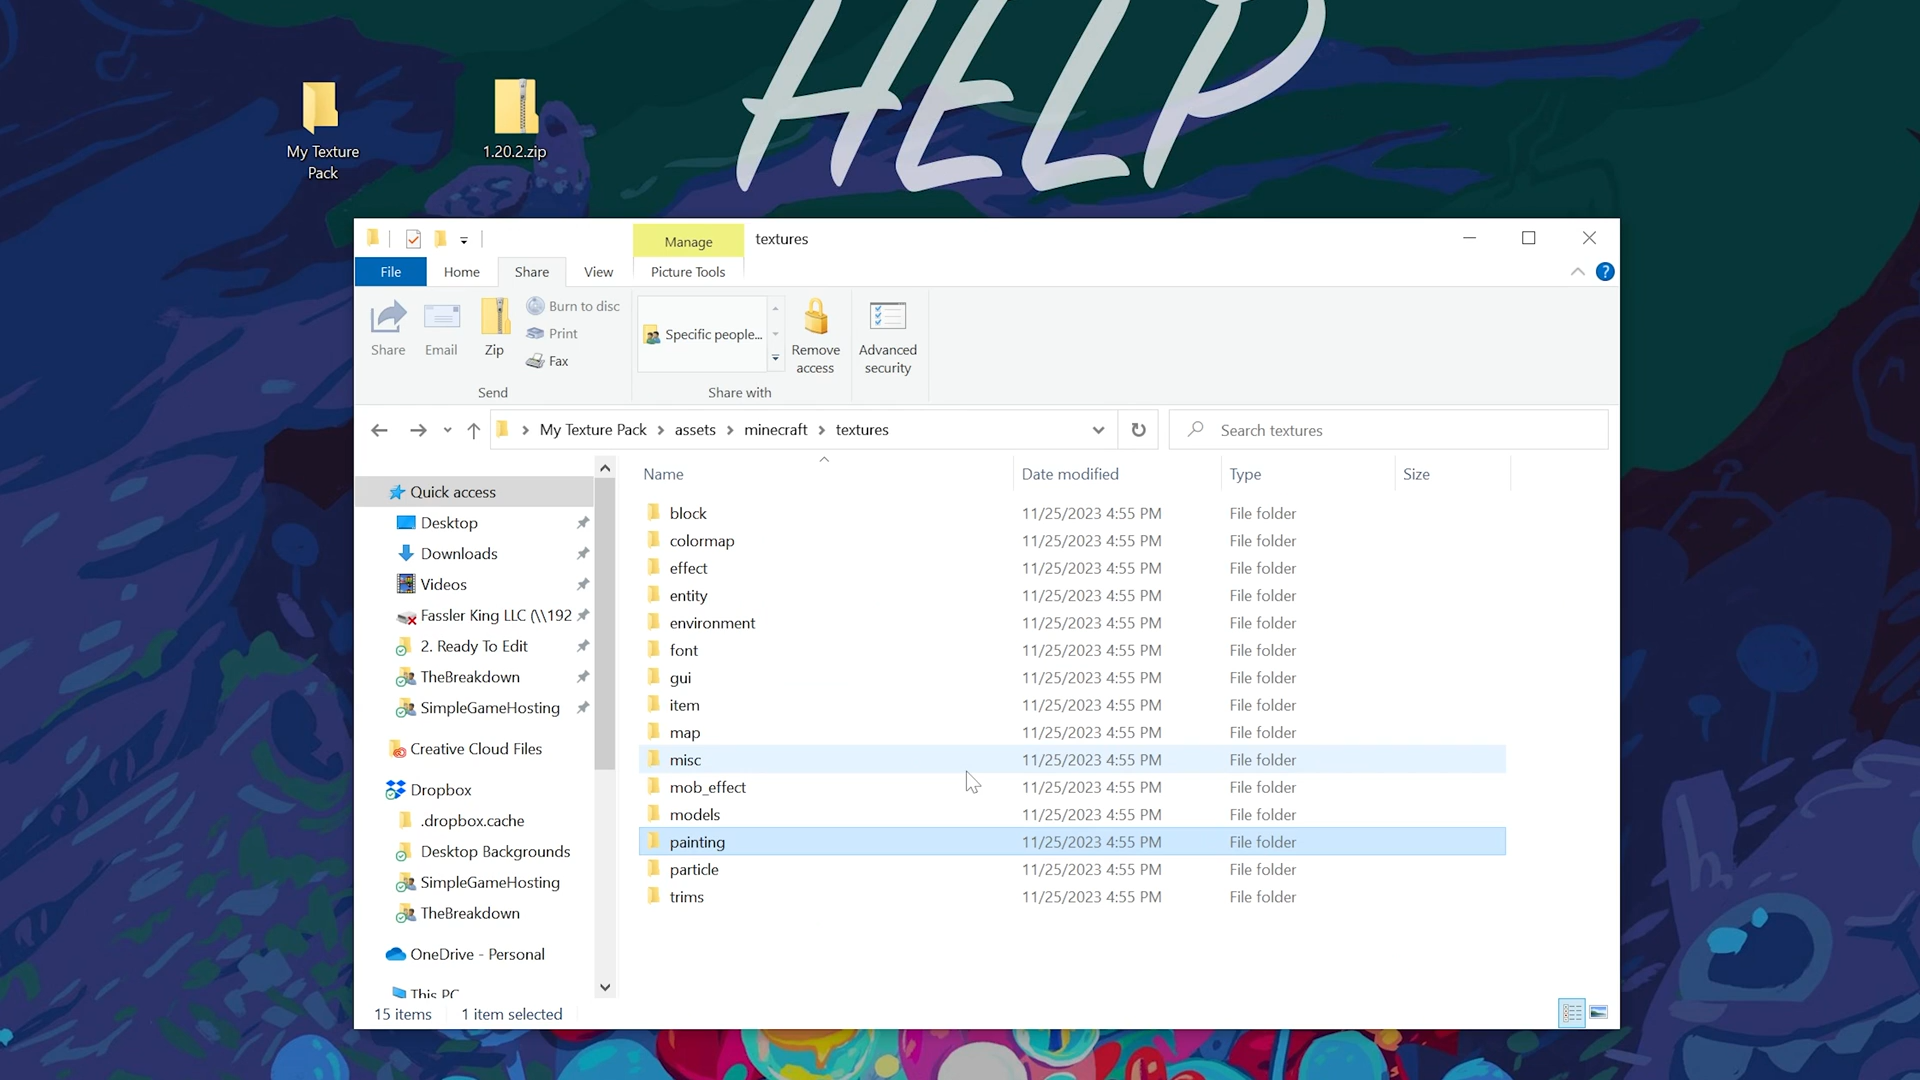 HELP
My Texture
Pack
1.20.2.zip
Manage
textures
File
Home
Share
View
Picture Tools
Share
Email
Zip
Burn to disc
Print
Fax
Send
Specific people...
Share with
Remove
access
Advanced
security
My Texture Pack
assets
minecraft
textures
Search textures
Quick access
Desktop
Downloads
Videos
Fassler King LLC (\\192
2. Ready To Edit
TheBreakdown
SimpleGameHosting
Creative Cloud Files
Dropbox
.dropbox.cache
Desktop Backgrounds
SimpleGameHosting
TheBreakdown
OneDrive - Personal
This PC
Name Date modified Type Size
block 11/25/2023 4:55 PM File folder
colormap 11/25/2023 4:55 PM File folder
effect 11/25/2023 4:55 PM File folder
entity 11/25/2023 4:55 PM File folder
environment 11/25/2023 4:55 PM File folder
font 11/25/2023 4:55 PM File folder
gui 11/25/2023 4:55 PM File folder
item 11/25/2023 4:55 PM File folder
map 11/25/2023 4:55 PM File folder
misc 11/25/2023 4:55 PM File folder
mob_effect 11/25/2023 4:55 PM File folder
models 11/25/2023 4:55 PM File folder
painting 11/25/2023 4:55 PM File folder
particle 11/25/2023 4:55 PM File folder
trims 11/25/2023 4:55 PM File folder
15 items 1 item selected